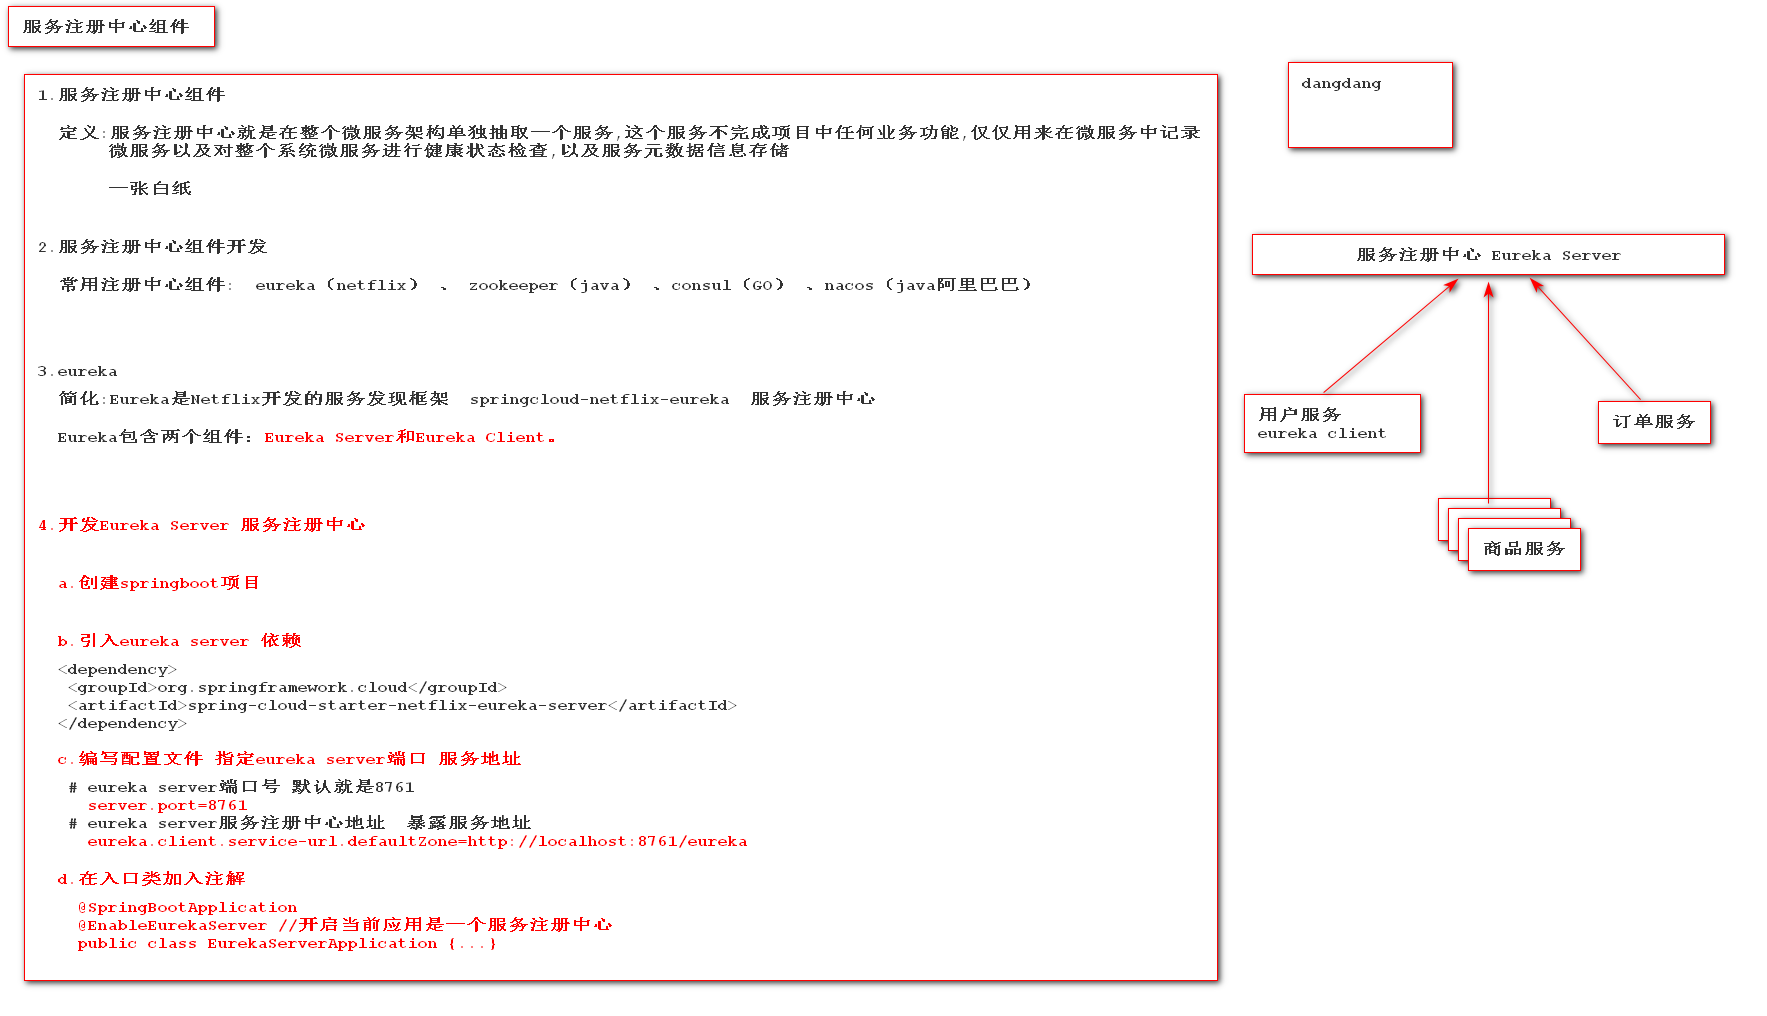 服务注册中心组件
1.服务注册中心组件
定义:服务注册中心就是在整个微服务架构单独抽取一个服务,这个服务不完成项目中任何业务功能,仅仅用来在微服务中记录
微服务以及对整个系统微服务进行健康状态检查,以及服务元数据信息存储
一张白纸
2.服务注册中心组件开发
常用注册中心组件: eureka（netflix） 、 zookeeper（java） 、consul（GO） 、nacos（java阿里巴巴）
3.eureka
简化:Eureka是Netflix开发的服务发现框架 springcloud-netflix-eureka 服务注册中心
Eureka包含两个组件：Eureka Server和Eureka Client。
4.开发Eureka Server 服务注册中心
a.创建springboot项目
b.引入eureka server 依赖
<dependency>
<groupId>org.springframework.cloud</groupId>
<artifactId>spring-cloud-starter-netflix-eureka-server</artifactId>
</dependency>
c.编写配置文件 指定eureka server端口 服务地址
# eureka server端口号 默认就是8761
server.port=8761
# eureka server服务注册中心地址 暴露服务地址
eureka.client.service-url.defaultZone=http://localhost:8761/eureka
d.在入口类加入注解
@SpringBootApplication
@EnableEurekaServer //开启当前应用是一个服务注册中心
public class EurekaServerApplication {...}
dangdang
服务注册中心 Eureka Server
用户服务
eureka client
订单服务
商品服务